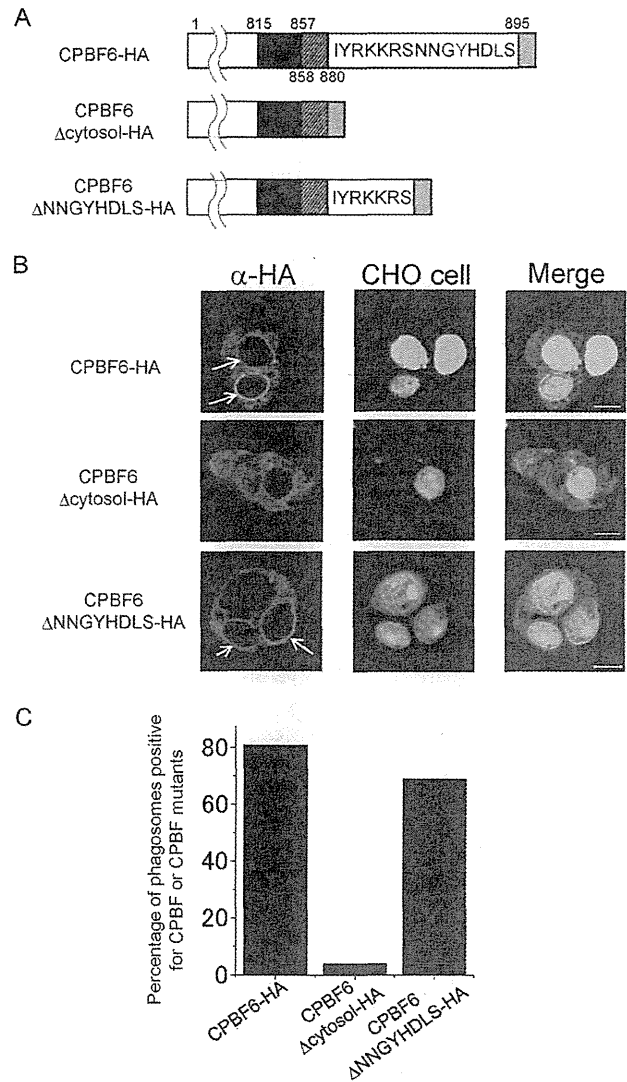 A
1 815 857 895
CPBF6-HA
IYRKKRSNNGYHDLS
858 880
CPBF6
Δcytosol-HA
CPBF6
ΔNNGYHDLS-HA
IYRKKRS
B
α-HA CHO cell Merge
CPBF6-HA
CPBF6
Δcytosol-HA
CPBF6
ΔNNGYHDLS-HA
C
Percentage of phagosomes positive
for CPBF or CPBF mutants
80
60
40
20
0
CPBF6-HA
CPBF6
Δcytosol-HA
CPBF6
ΔNNGYHDLS-HA